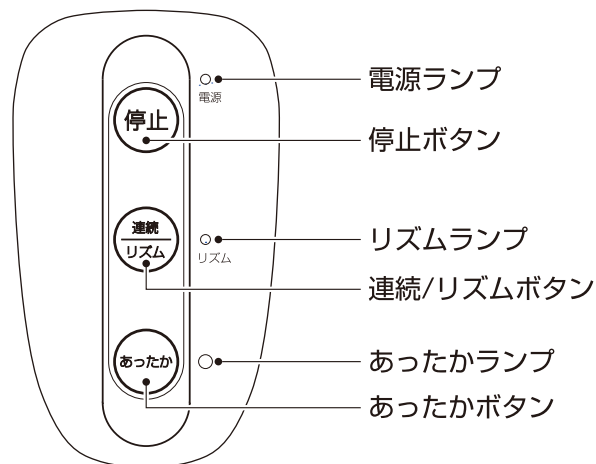 電源ランプ
電源
停止
停止ボタン
リズムランプ
連続
リズム
リズム
連続/リズムボタン
あったかランプ
あったか
あったかボタン